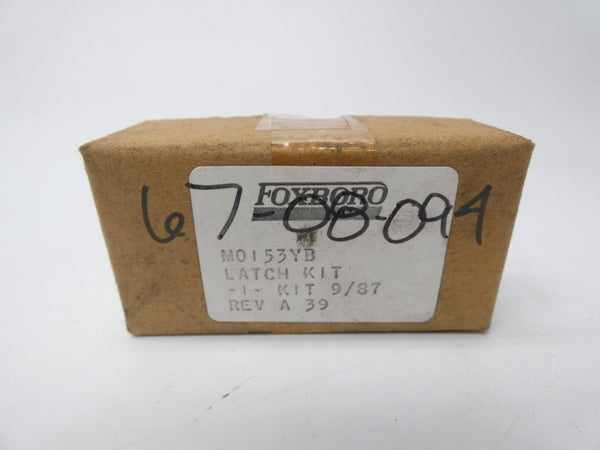 FOXBORO
67-08-094
M0153YB
LATCH KIT
-1- KIT 9/87
REV A 39